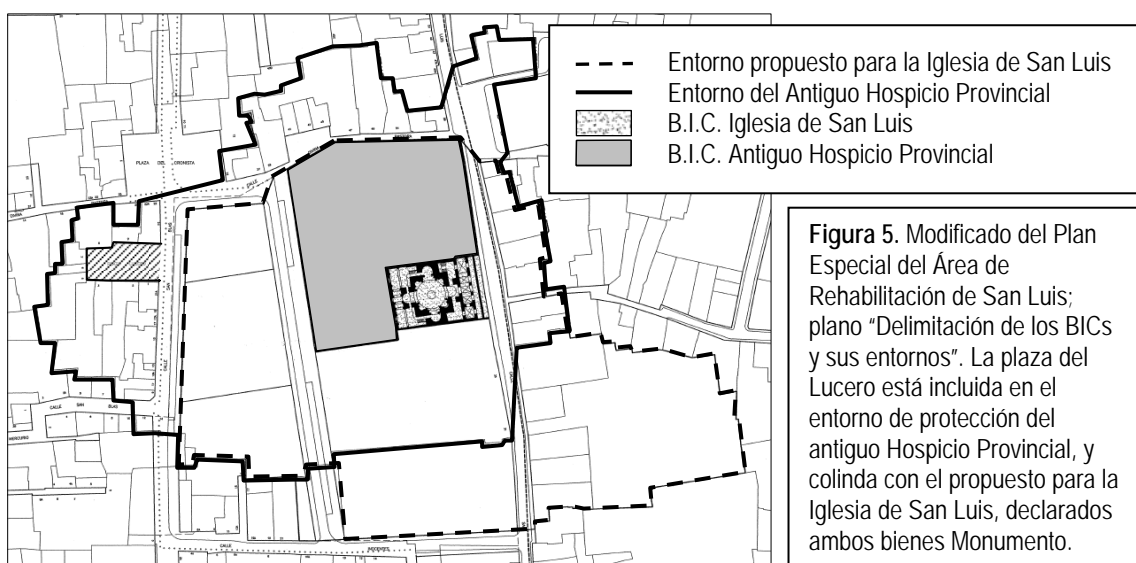 Entorno propuesto para la Iglesia de San Luis
Entorno del Antiguo Hospicio Provincial
B.I.C. Iglesia de San Luis
B.I.C. Antiguo Hospicio Provincial
Figura 5. Modificado del Plan
Especial del Área de
Rehabilitación de San Luis;
plano “Delimitación de los BICs
y sus entornos”. La plaza del
Lucero está incluida en el
entorno de protección del
antiguo Hospicio Provincial, y
colinda con el propuesto para la
Iglesia de San Luis, declarados
ambos bienes Monumento.
PLAZA DEL CRONISTA
CALLE
CALLE SAN BLAS
CALLE
SAN
BLAS
CALLE